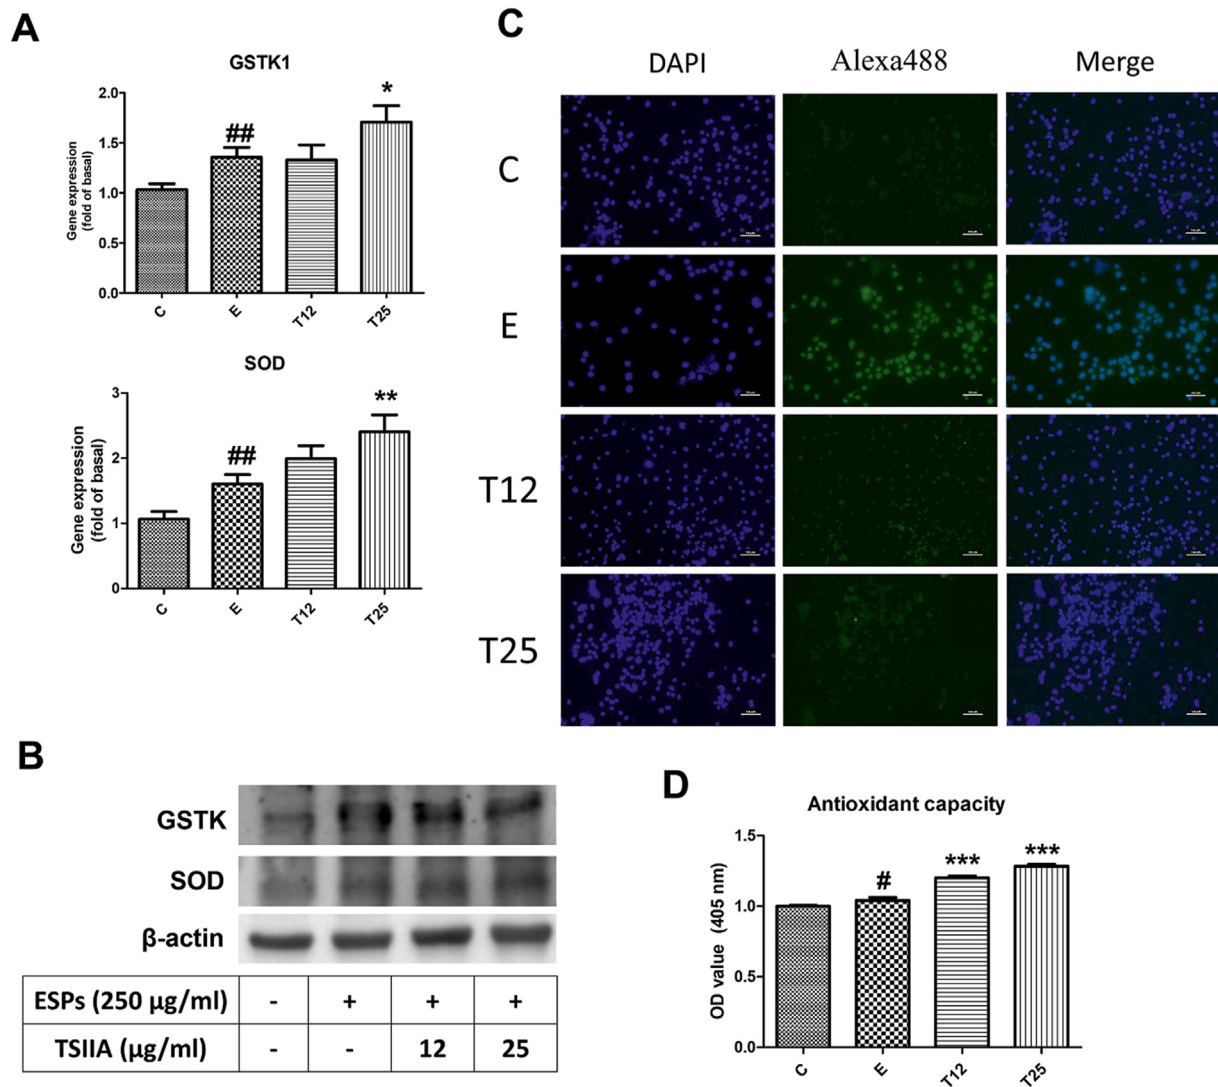 A
GSTK1
Gene expression
(fold of basal)
2.0
1.5
1.0
0.5
0.0
##
*
C
E
T12
T25
SOD
Gene expression
(fold of basal)
3
2
1
0
##
**
C
E
T12
T25
C
DAPI
Alexa488
Merge
C
E
T12
T25
B
GSTK
SOD
β-actin
ESPs (250 μg/ml) - + + +
TSIIA (μg/ml) - - 12 25
D
Antioxidant capacity
OD value (405 nm)
1.5
1.0
0.5
0.0
#
***
***
C
E
T12
T25